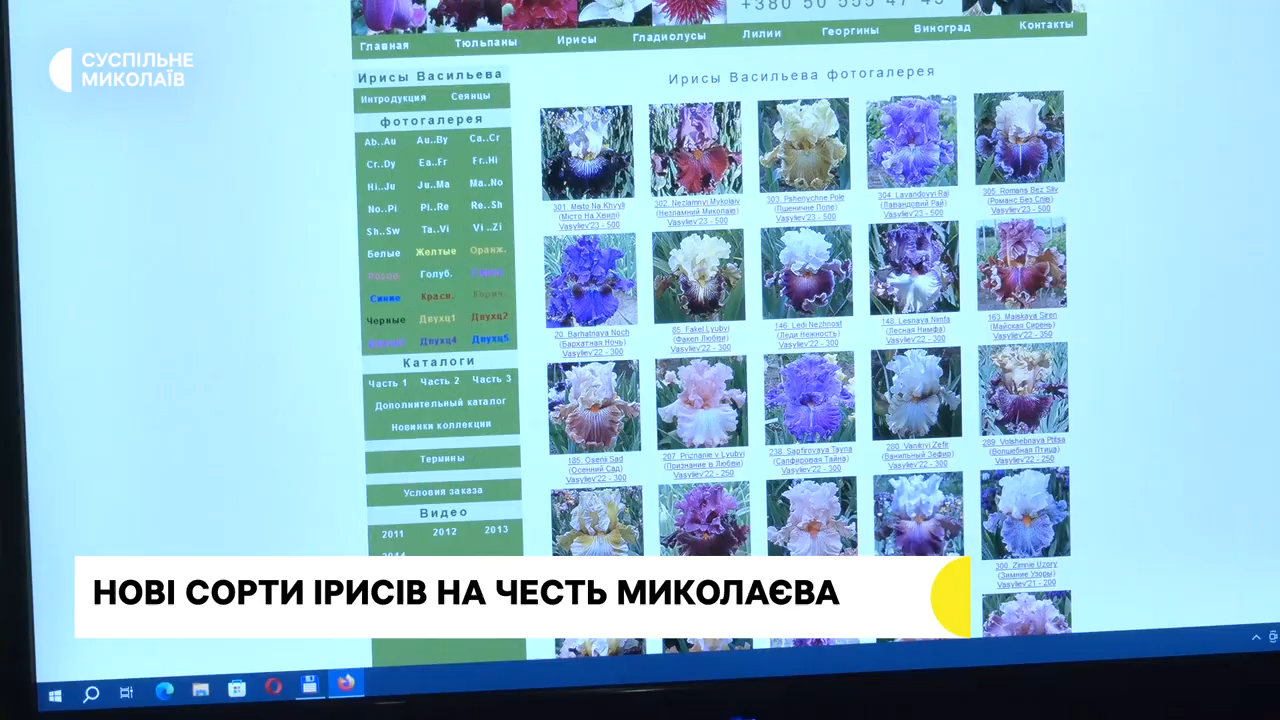 +380 50 555 47 43
Главная Тюльпаны Ирисы Гладиолусы Лилии Георгины Виноград Контакты
СУСПІЛЬНЕ
МИКОЛАЇВ
Ирисы Васильева
Интродукция Сеянцы
фотогалерея
Ab..Au Au..By Ca..Cr
Cr..Dy Ea..Fr Fr..Hi
Hi..Ju Ju..Ma Ma..No
No..Pi Pi..Re Re..Sh
Sh..Sw Ta..Vi Vi ..Zi
Белые Желтые Оранж.
Голуб.
Синие Красн.
Черные Двухц1 Двухц2
Двухц4 Двухц5
Каталоги
Часть 1 Часть 2 Часть 3
Дополнительный каталог
Новинки коллекции
Термины
Условия заказа
Видео
2011 2012 2013
2014
Ирисы Васильева фотогалерея
301. Misto Na Khvyli
(Місто На Хвилі)
Vasyliev'23 - 500
302. Nezlamnyi Mykolaiv
(Незламний Миколаїв)
Vasyliev'23 - 500
303. Pshenychne Pole
(Пшеничне Поле)
Vasyliev'23 - 500
304. Lavandovyi Rai
(Лавандовий Рай)
Vasyliev'23 - 500
305. Romans Bez Sliv
(Романс Без Слів)
Vasyliev'23 - 500
20. Barhatnaya Noch
(Бархатная Ночь)
Vasyliev'22 - 300
85. Fakel Lyubvi
(Факел Любви)
Vasyliev'22 - 300
146. Ledi Nezhnost
(Леди Нежность)
Vasyliev'22 - 300
148. Lesnaya Nimfa
(Лесная Нимфа)
Vasyliev'22 - 300
163. Maiskaya Siren
(Майская Сирень)
Vasyliev'22 - 350
185. Osenii Sad
(Осенний Сад)
Vasyliev'22 - 300
207. Priznanie v Lyubvi
(Признание в Любви)
Vasyliev'22 - 250
238. Sapfirovaya Tayna
(Сапфировая Тайна)
Vasyliev'22 - 300
280. Vanilnyi Zefir
(Ванильный Зефир)
Vasyliev'22 - 300
289. Volshebnaya Ptitsa
(Волшебная Птица)
Vasyliev'22 - 250
300. Zimnie Uzory
(Зимние Узоры)
Vasyliev'21 - 200
НОВІ СОРТИ ІРИСІВ НА ЧЕСТЬ МИКОЛАЄВА